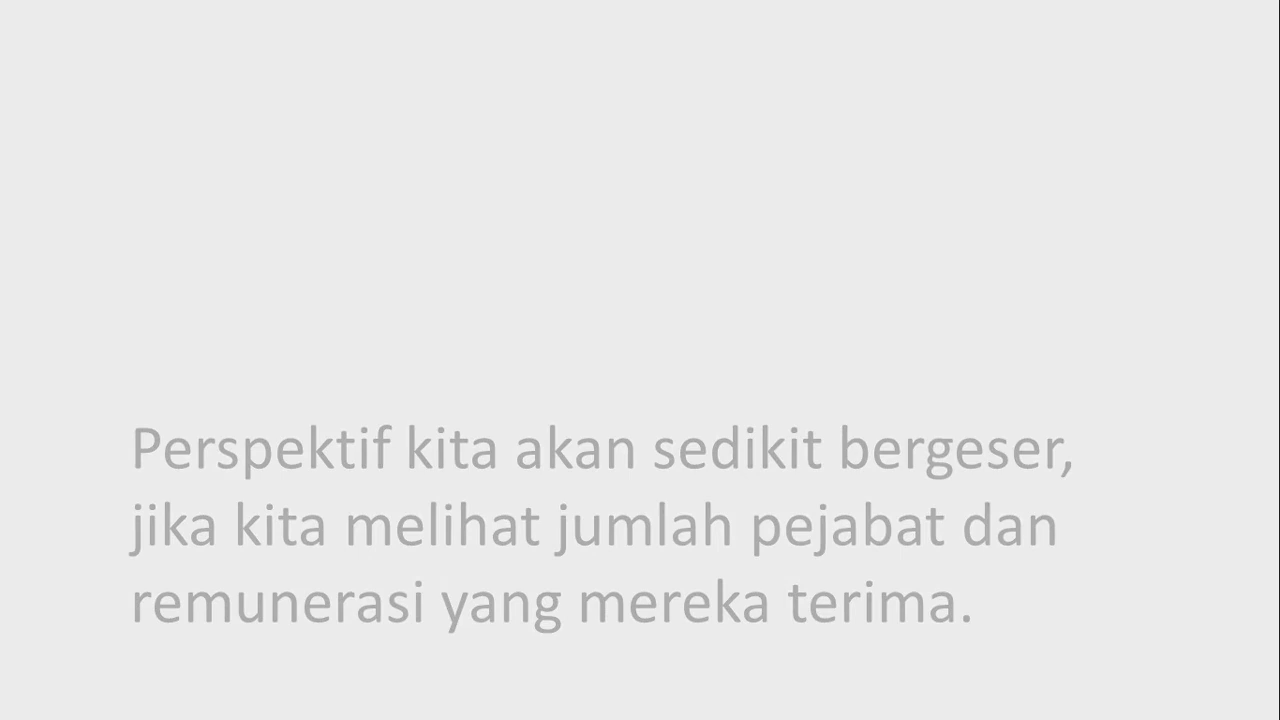 Perspektif kita akan sedikit bergeser,
jika kita melihat jumlah pejabat dan
remunerasi yang mereka terima.